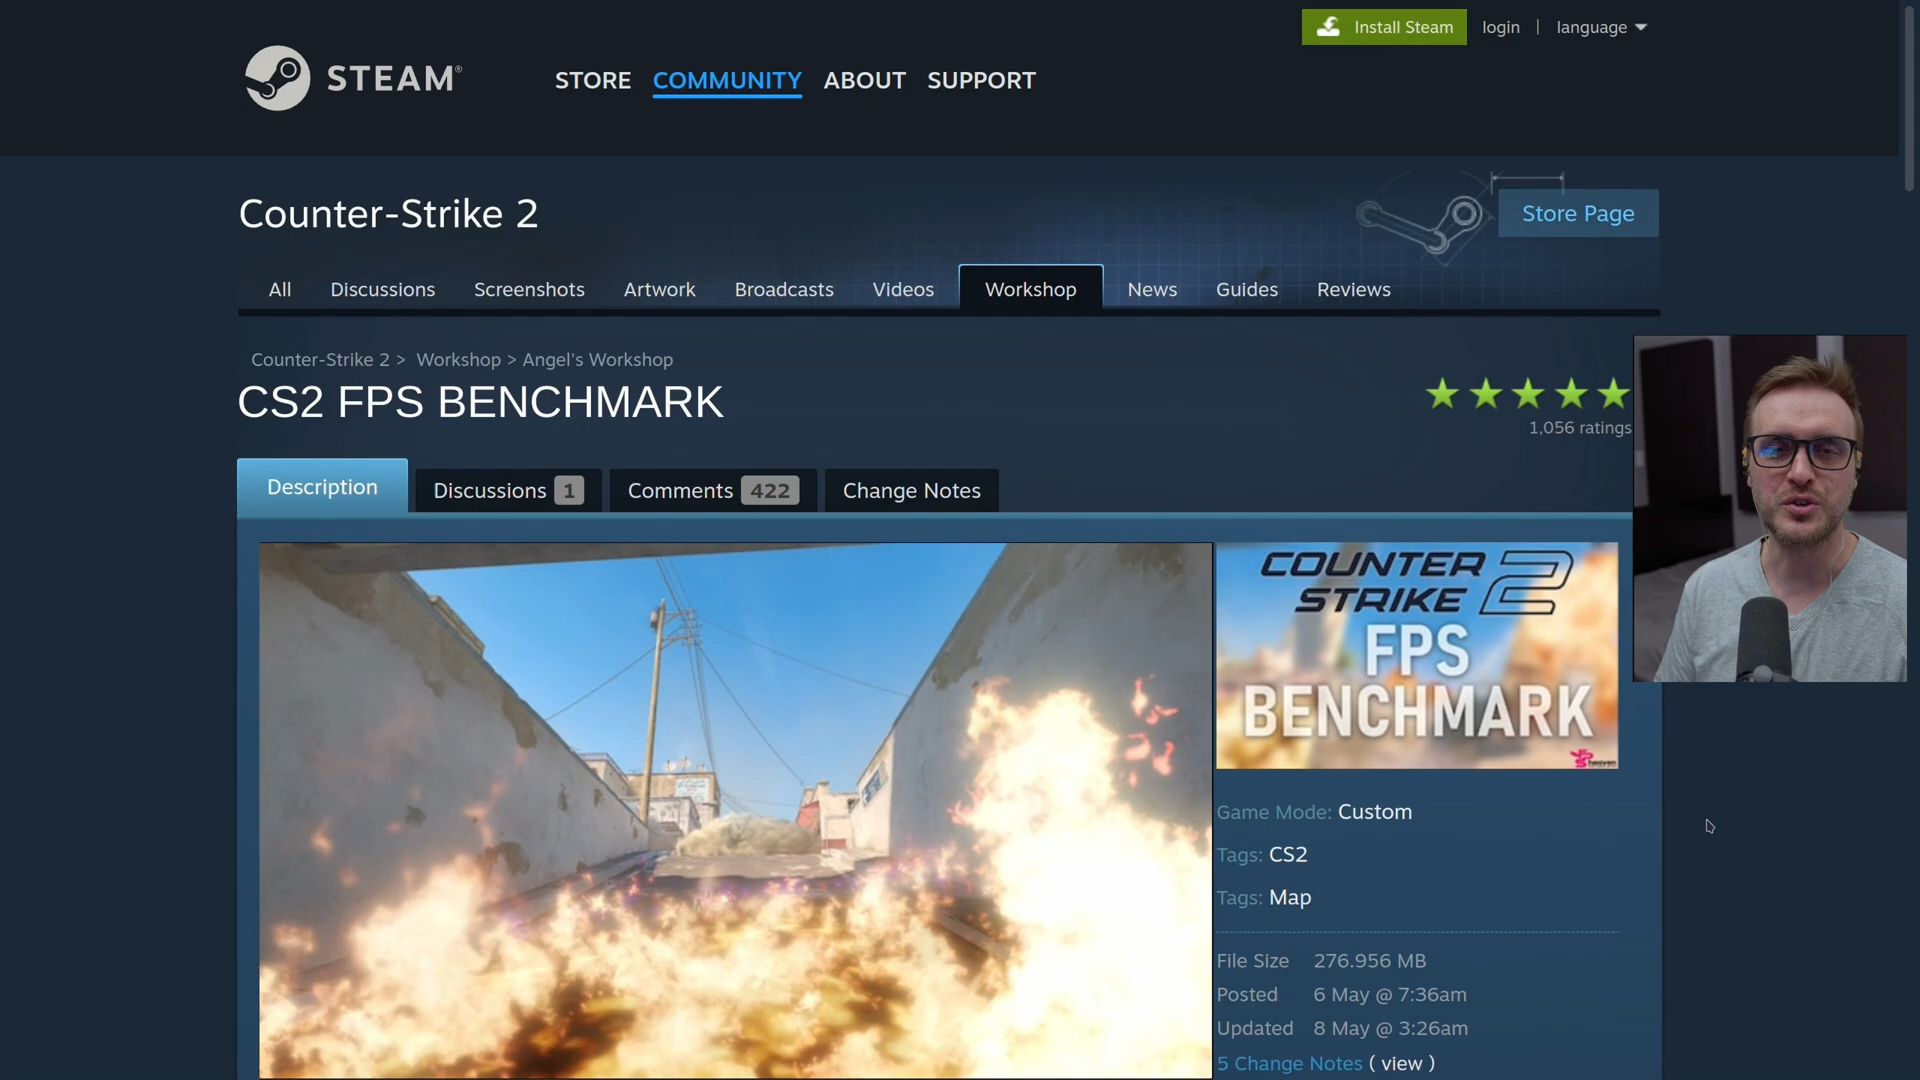 Install Steam login | language
STEAM®
STORE COMMUNITY ABOUT SUPPORT
Counter-Strike 2
Store Page
All Discussions Screenshots Artwork Broadcasts Videos Workshop News Guides Reviews
Counter-Strike 2 > Workshop > Angel's Workshop
CS2 FPS BENCHMARK
1,056 ratings
Description Discussions 1 Comments 422 Change Notes
COUNTER
STRIKE 2
FPS
BENCHMARK
heaven
Game Mode: Custom
Tags: CS2
Tags: Map
File Size 276.956 MB
Posted 6 May @ 7:36am
Updated 8 May @ 3:26am
5 Change Notes ( view )